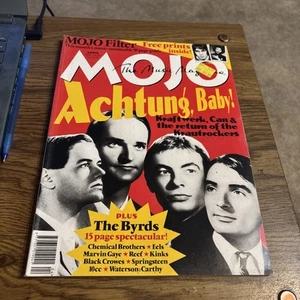 MOJO Filter Free prints
inside!
MOJO
The Music Magazine
Achtung, Baby!
Kraftwerk, Can &
the return of the
Krautrockers
PLUS
The Byrds
15 page spectacular!
Chemical Brothers ★ Eels
Marvin Gaye ★ Reef ★ Kinks
Black Crowes ★ Springsteen
10cc ★ Waterson:Carthy